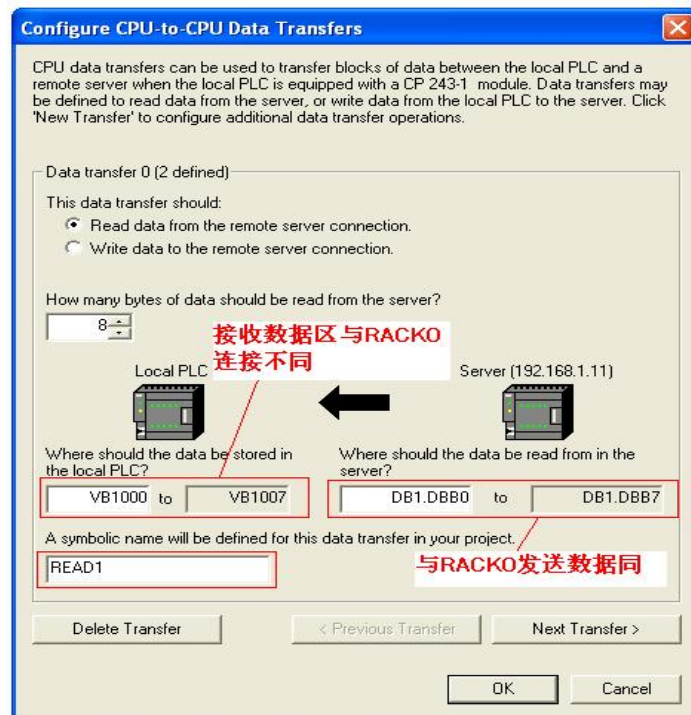 Configure CPU-to-CPU Data Transfers
CPU data transfers can be used to transfer blocks of data between the local PLC and a
remote server when the local PLC is equipped with a CP 243-1 module. Data transfers may
be defined to read data from the server, or write data from the local PLC to the server. Click
'New Transfer' to configure additional data transfer operations.
Data transfer 0 (2 defined)
This data transfer should:
Read data from the remote server connection.
Write data to the remote server connection.
How many bytes of data should be read from the server?
8
接收数据区与RACK0
连接不同
Local PLC
Server (192.168.1.11)
Where should the data be stored in
the local PLC?
Where should the data be read from in the
server?
VB1000 to VB1007
DB1.DBB0 to DB1.DBB7
A symbolic name will be defined for this data transfer in your project.
与RACK0发送数据同
READ1
Delete Transfer
< Previous Transfer
Next Transfer >
OK
Cancel